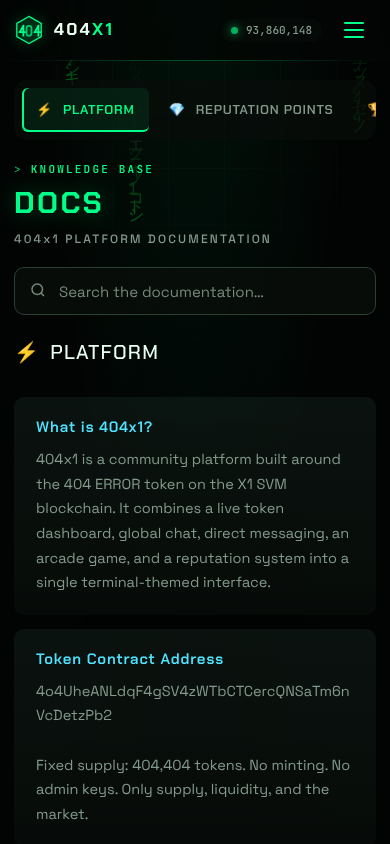 404 404X1
93,860,148
⚡ PLATFORM
💎 REPUTATION POINTS
> KNOWLEDGE BASE
DOCS
404x1 PLATFORM DOCUMENTATION
Search the documentation...
⚡ PLATFORM
What is 404x1?
404x1 is a community platform built around
the 404 ERROR token on the X1 SVM
blockchain. It combines a live token
dashboard, global chat, direct messaging, an
arcade game, and a reputation system into a
single terminal-themed interface.
Token Contract Address
4o4UheANLdqF4gSV4zWTbCTCercQNSaTm6n
VcDetzPb2
Fixed supply: 404,404 tokens. No minting. No
admin keys. Only supply, liquidity, and the
market.